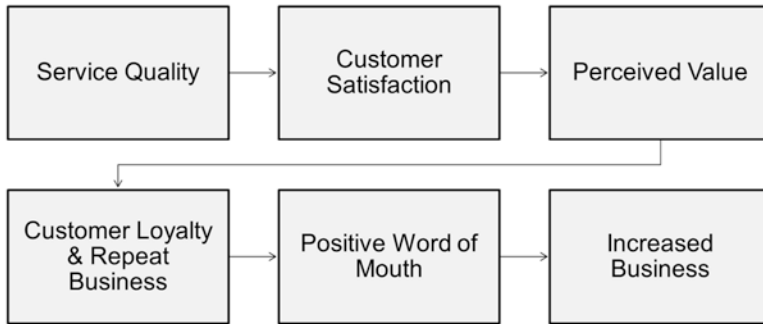 Service Quality
Customer
Satisfaction
Perceived Value
Customer Loyalty
& Repeat
Business
Positive Word of
Mouth
Increased
Business